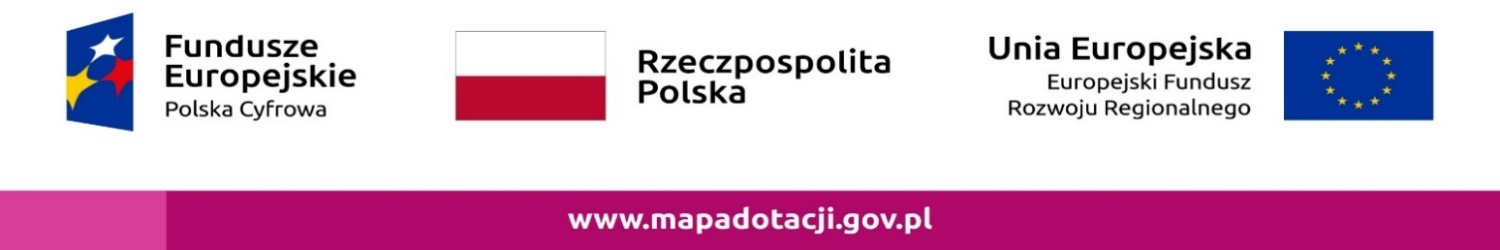 Fundusze
Europejskie
Polska Cyfrowa
Rzeczpospolita
Polska
Unia Europejska
Europejski Fundusz
Rozwoju Regionalnego
www.mapadotacji.gov.pl